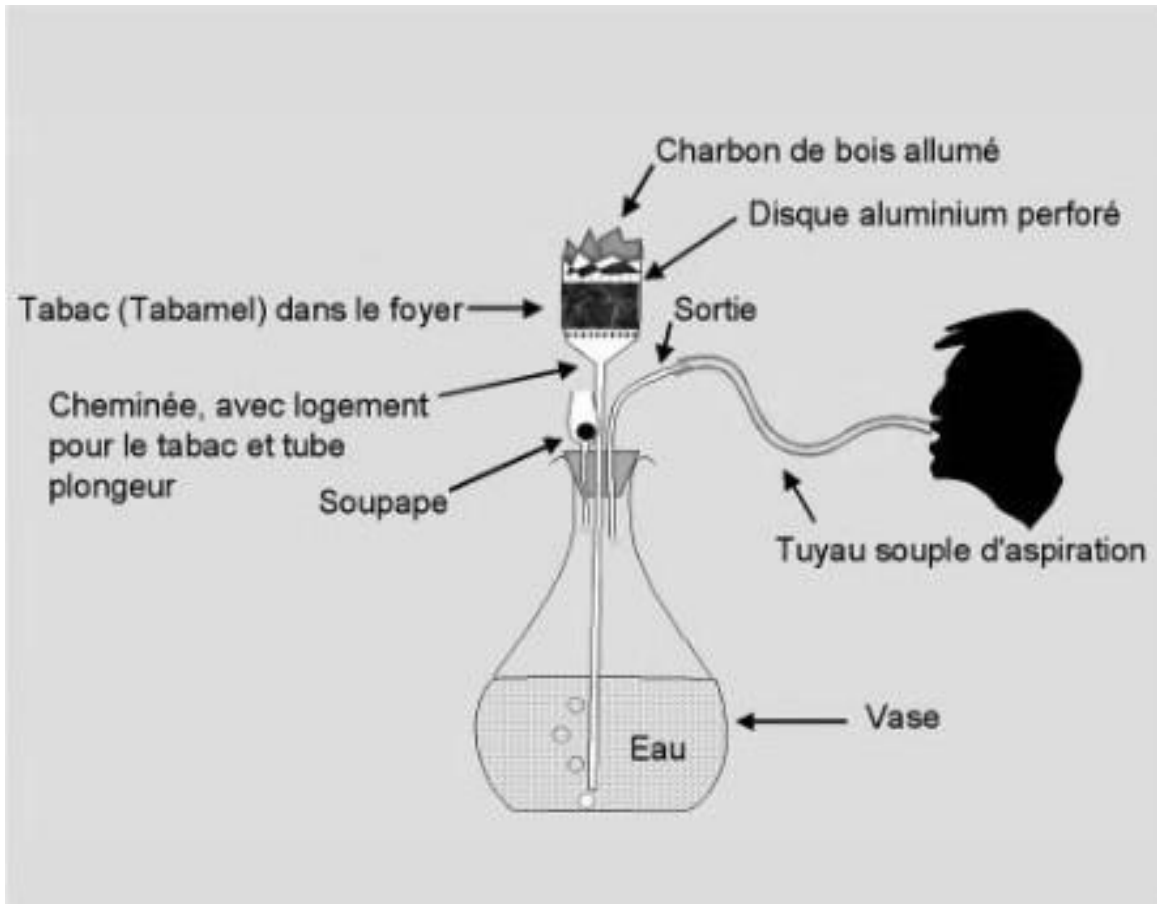 Charbon de bois allumé
Disque aluminium perforé
Tabac (Tabamel) dans le foyer
Sortie
Cheminée, avec logement
pour le tabac et tube
plongeur
Soupape
Tuyau souple d'aspiration
Vase
Eau